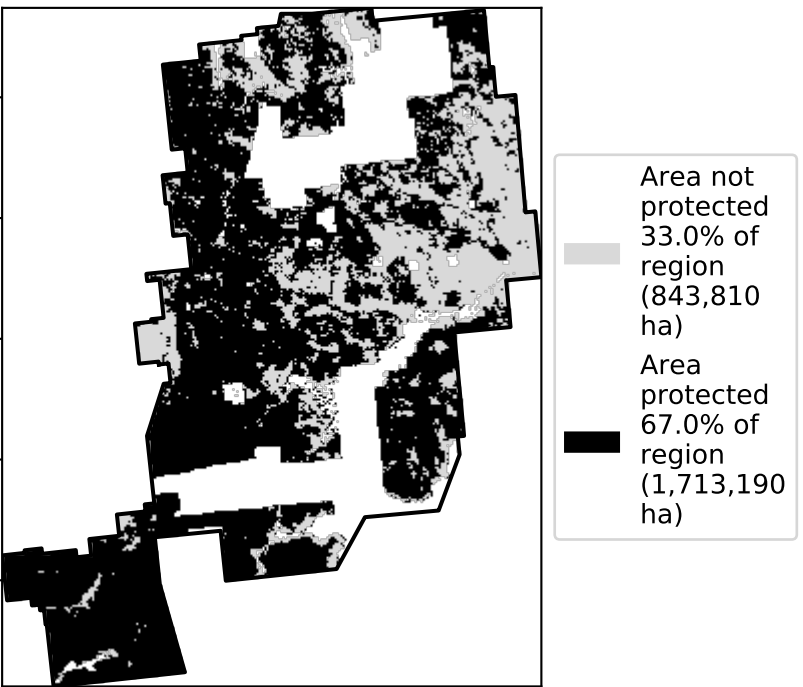 Area not
protected
33.0% of
region
(843,810
ha)
Area
protected
67.0% of
region
(1,713,190
ha)